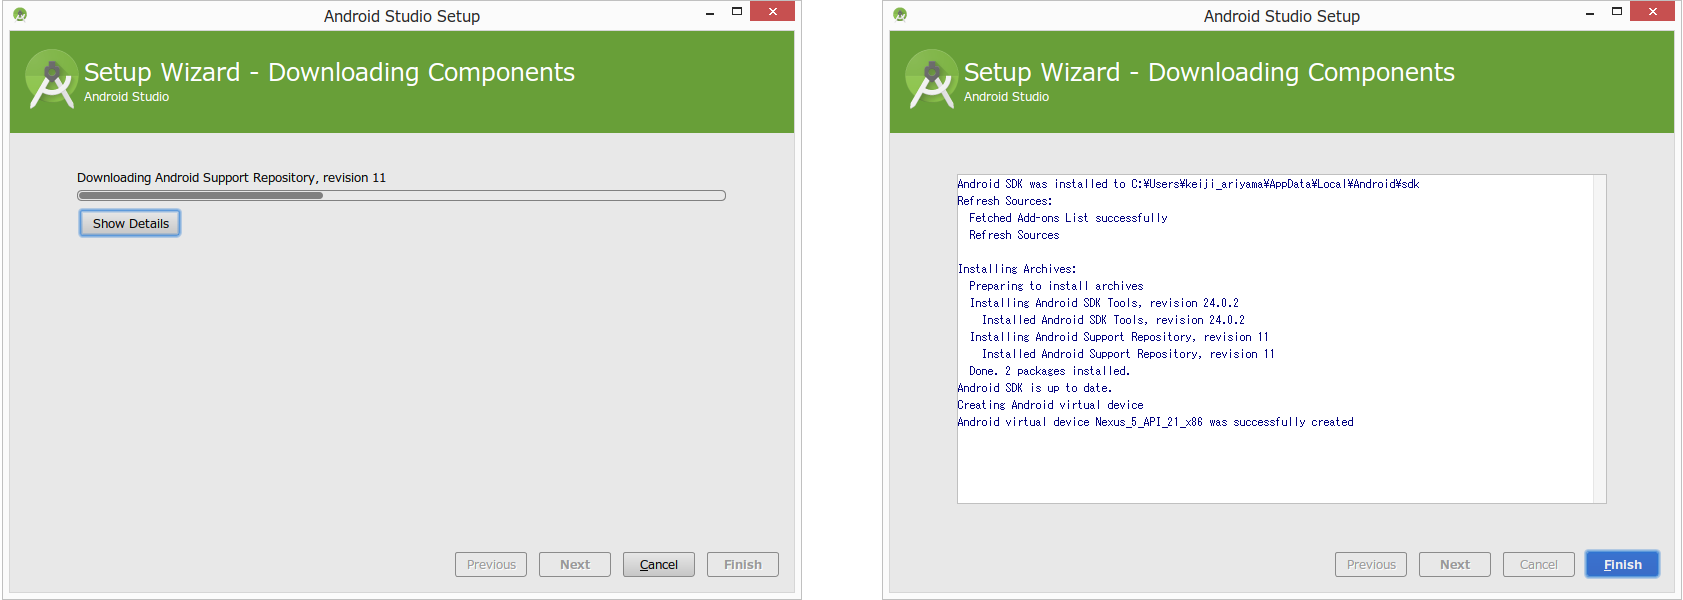 Android Studio Setup
Setup Wizard - Downloading Components
Android Studio
Downloading Android Support Repository, revision 11
Show Details
Previous
Next
Cancel
Finish
Android Studio Setup
Setup Wizard - Downloading Components
Android Studio
Android SDK was installed to C:¥Users¥keiji_ariyama¥AppData¥Local¥Android¥sdk
Refresh Sources:
Fetched Add-ons List successfully
Refresh Sources
Installing Archives:
Preparing to install archives
Installing Android SDK Tools, revision 24.0.2
Installed Android SDK Tools, revision 24.0.2
Installing Android Support Repository, revision 11
Installed Android Support Repository, revision 11
Done. 2 packages installed.
Android SDK is up to date.
Creating Android virtual device
Android virtual device Nexus_5_API_21_x86 was successfully created
Previous
Next
Cancel
Finish